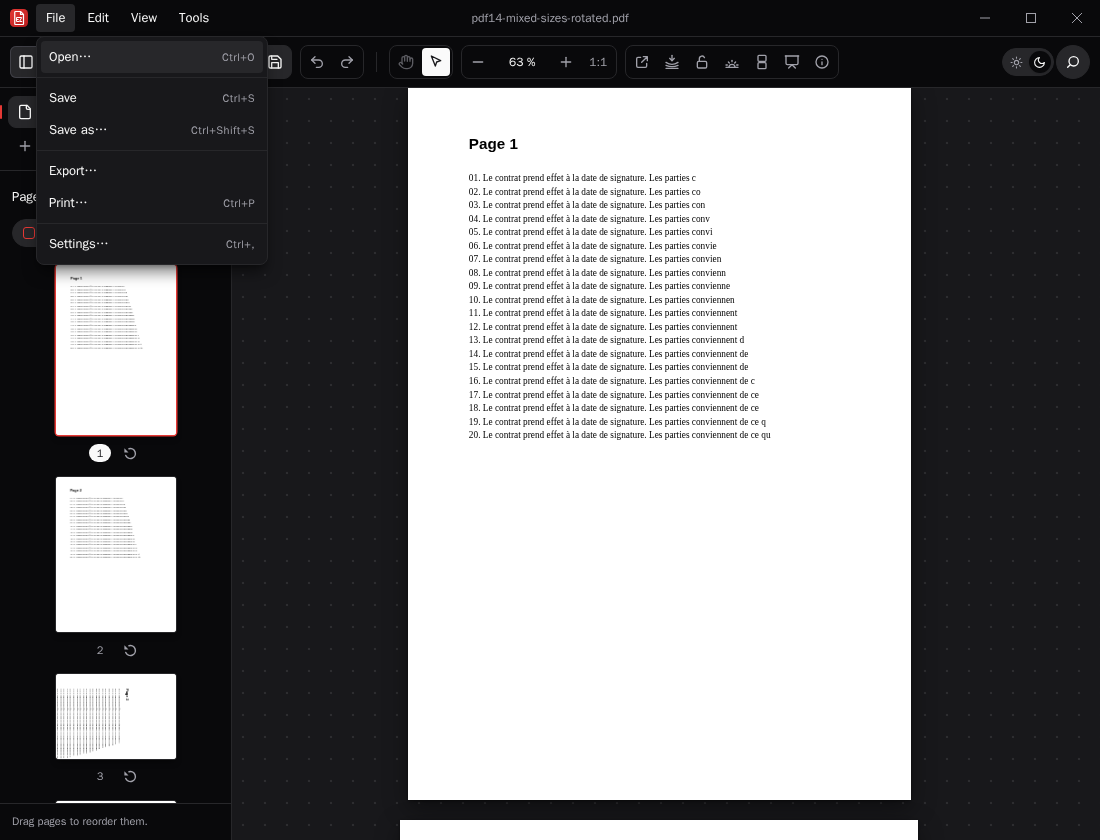 File Edit View Tools
pdf14-mixed-sizes-rotated.pdf
Open··· Ctrl+O
Save Ctrl+S
Save as··· Ctrl+Shift+S
Export···
Print··· Ctrl+P
Settings··· Ctrl+,
63 %
1:1
Page 1
01. Le contrat prend effet à la date de signature. Les parties c
02. Le contrat prend effet à la date de signature. Les parties co
03. Le contrat prend effet à la date de signature. Les parties con
04. Le contrat prend effet à la date de signature. Les parties conv
05. Le contrat prend effet à la date de signature. Les parties convi
06. Le contrat prend effet à la date de signature. Les parties convie
07. Le contrat prend effet à la date de signature. Les parties convien
08. Le contrat prend effet à la date de signature. Les parties convienn
09. Le contrat prend effet à la date de signature. Les parties convienne
10. Le contrat prend effet à la date de signature. Les parties conviennen
11. Le contrat prend effet à la date de signature. Les parties conviennent
12. Le contrat prend effet à la date de signature. Les parties conviennent
13. Le contrat prend effet à la date de signature. Les parties conviennent d
14. Le contrat prend effet à la date de signature. Les parties conviennent de
15. Le contrat prend effet à la date de signature. Les parties conviennent de
16. Le contrat prend effet à la date de signature. Les parties conviennent de c
17. Le contrat prend effet à la date de signature. Les parties conviennent de ce
18. Le contrat prend effet à la date de signature. Les parties conviennent de ce
19. Le contrat prend effet à la date de signature. Les parties conviennent de ce q
20. Le contrat prend effet à la date de signature. Les parties conviennent de ce qu
Page 1
1
2
3
Drag pages to reorder them.